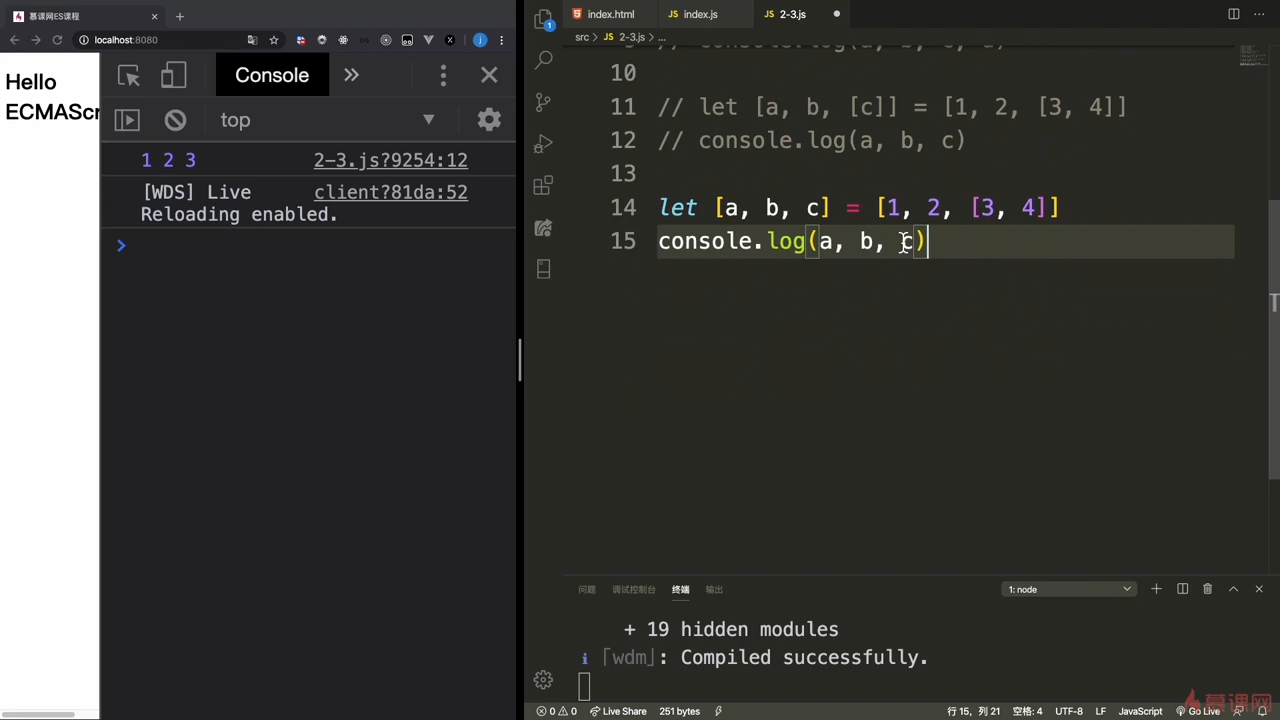 慕课网ES课程
localhost:8080
Hello
ECMAScr
Console
top
1 2 3 2-3.js?9254:12
[WDS] Live client?81da:52
Reloading enabled.
index.html
index.js
2-3.js
src > 2-3.js > ...
10
11 // let [a, b, [c]] = [1, 2, [3, 4]]
12 // console.log(a, b, c)
13
14 let [a, b, c] = [1, 2, [3, 4]]
15 console.log(a, b, c)
问题 调试控制台 终端 输出 1: node
+ 19 hidden modules
i 「wdm」: Compiled successfully.
0 0 Live Share 251 bytes 行 15, 列 21 空格: 4 UTF-8 LF JavaScript Go Live
慕课网